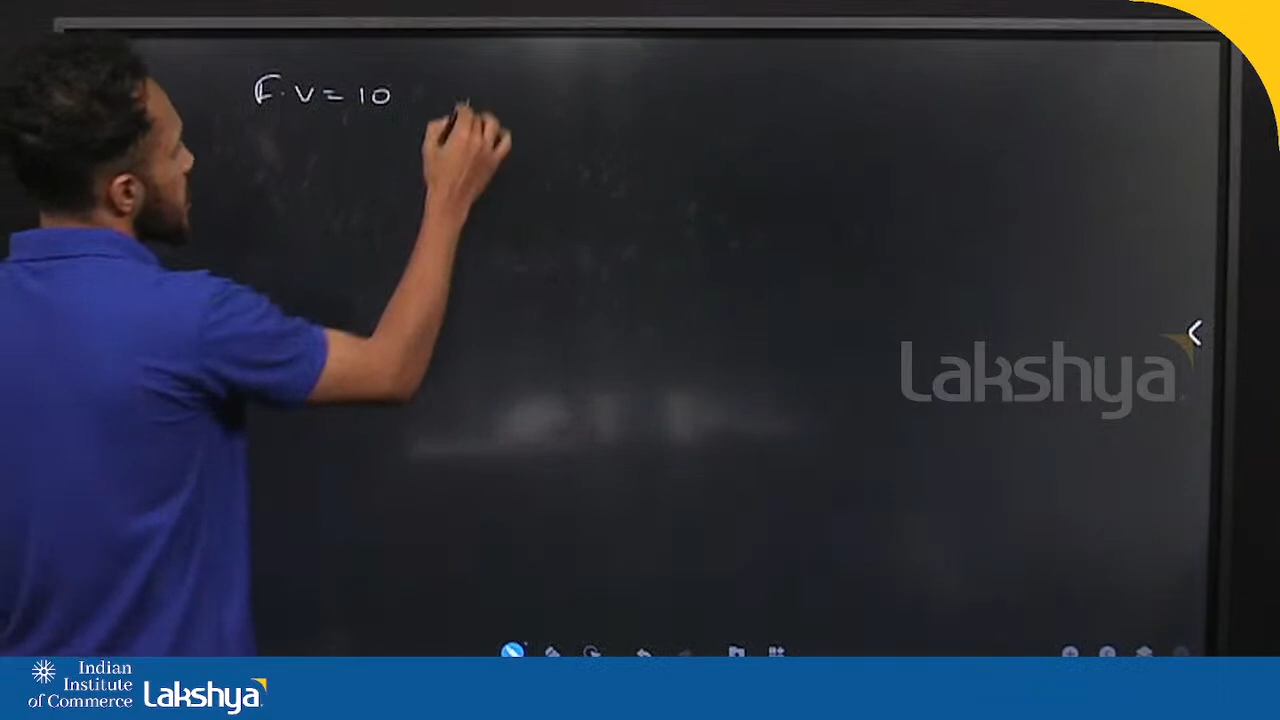 F.V = 10
Lakshya
Indian
Institute
of Commerce Lakshya